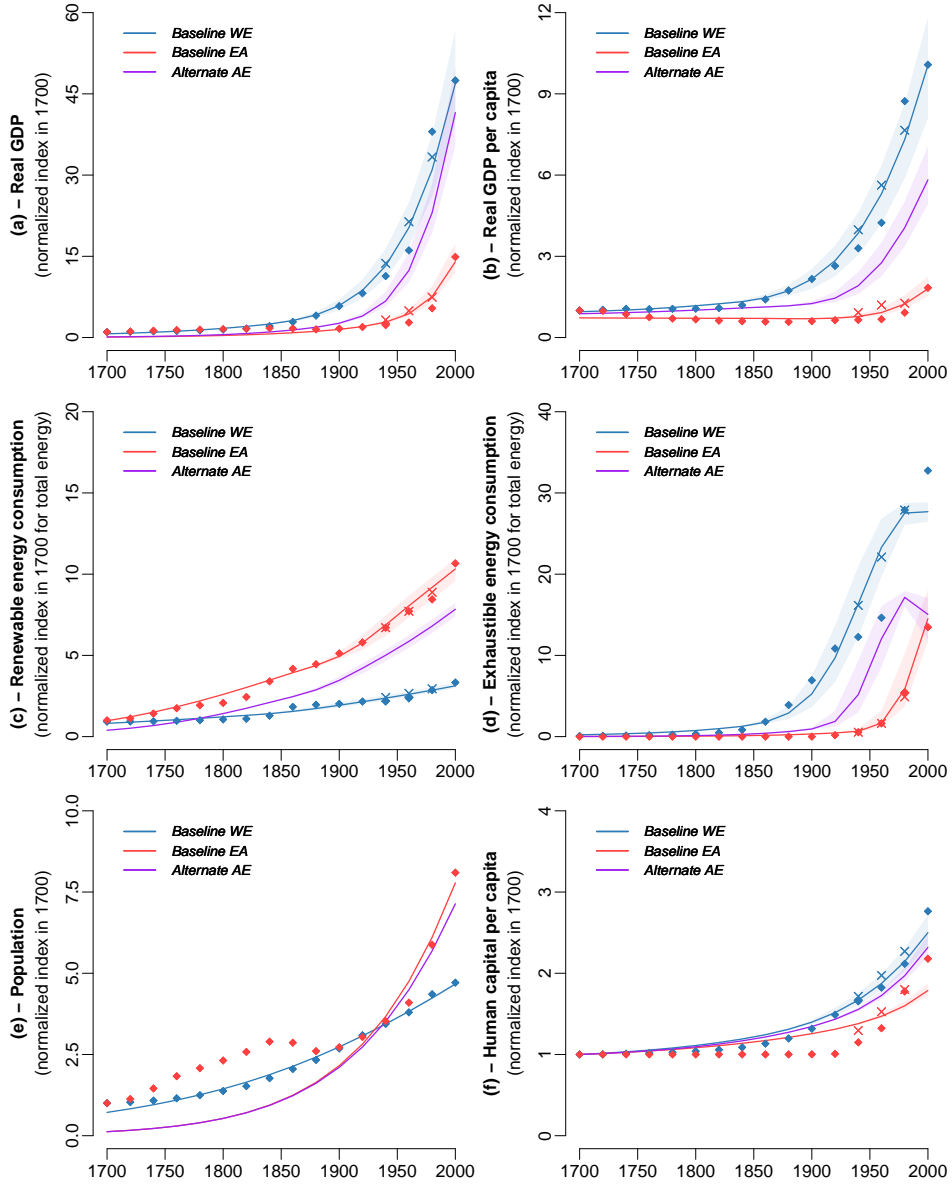 (a) – Real GDP
(normalized index in 1700)
60
45
30
15
0
Baseline WE
Baseline EA
Alternate AE
1700 1750 1800 1850 1900 1950 2000
(b) – Real GDP per capita
(normalized index in 1700)
12
9
6
3
0
Baseline WE
Baseline EA
Alternate AE
1700 1750 1800 1850 1900 1950 2000
(c) – Renewable energy consumption
(normalized index in 1700 for total energy)
20
15
10
5
0
Baseline WE
Baseline EA
Alternate AE
1700 1750 1800 1850 1900 1950 2000
(d) – Exhaustible energy consumption
(normalized index in 1700 for total energy)
40
30
20
10
0
Baseline WE
Baseline EA
Alternate AE
1700 1750 1800 1850 1900 1950 2000
(e) – Population
(normalized index in 1700)
10.0
7.5
5.0
2.5
0.0
Baseline WE
Baseline EA
Alternate AE
1700 1750 1800 1850 1900 1950 2000
(f) – Human capital per capita
(normalized index in 1700)
4
3
2
1
0
Baseline WE
Baseline EA
Alternate AE
1700 1750 1800 1850 1900 1950 2000